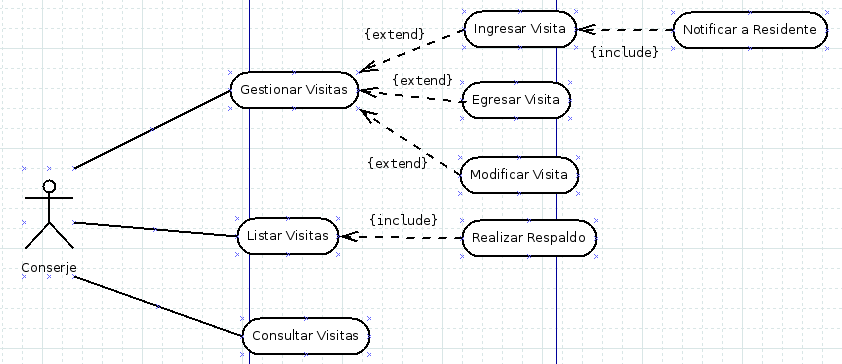 Ingresar Visita
Notificar a Residente
{extend}
{include}
{extend}
Gestionar Visitas
Egresar Visita
{extend}
Modificar Visita
{include}
Listar Visitas
Realizar Respaldo
Conserje
Consultar Visitas